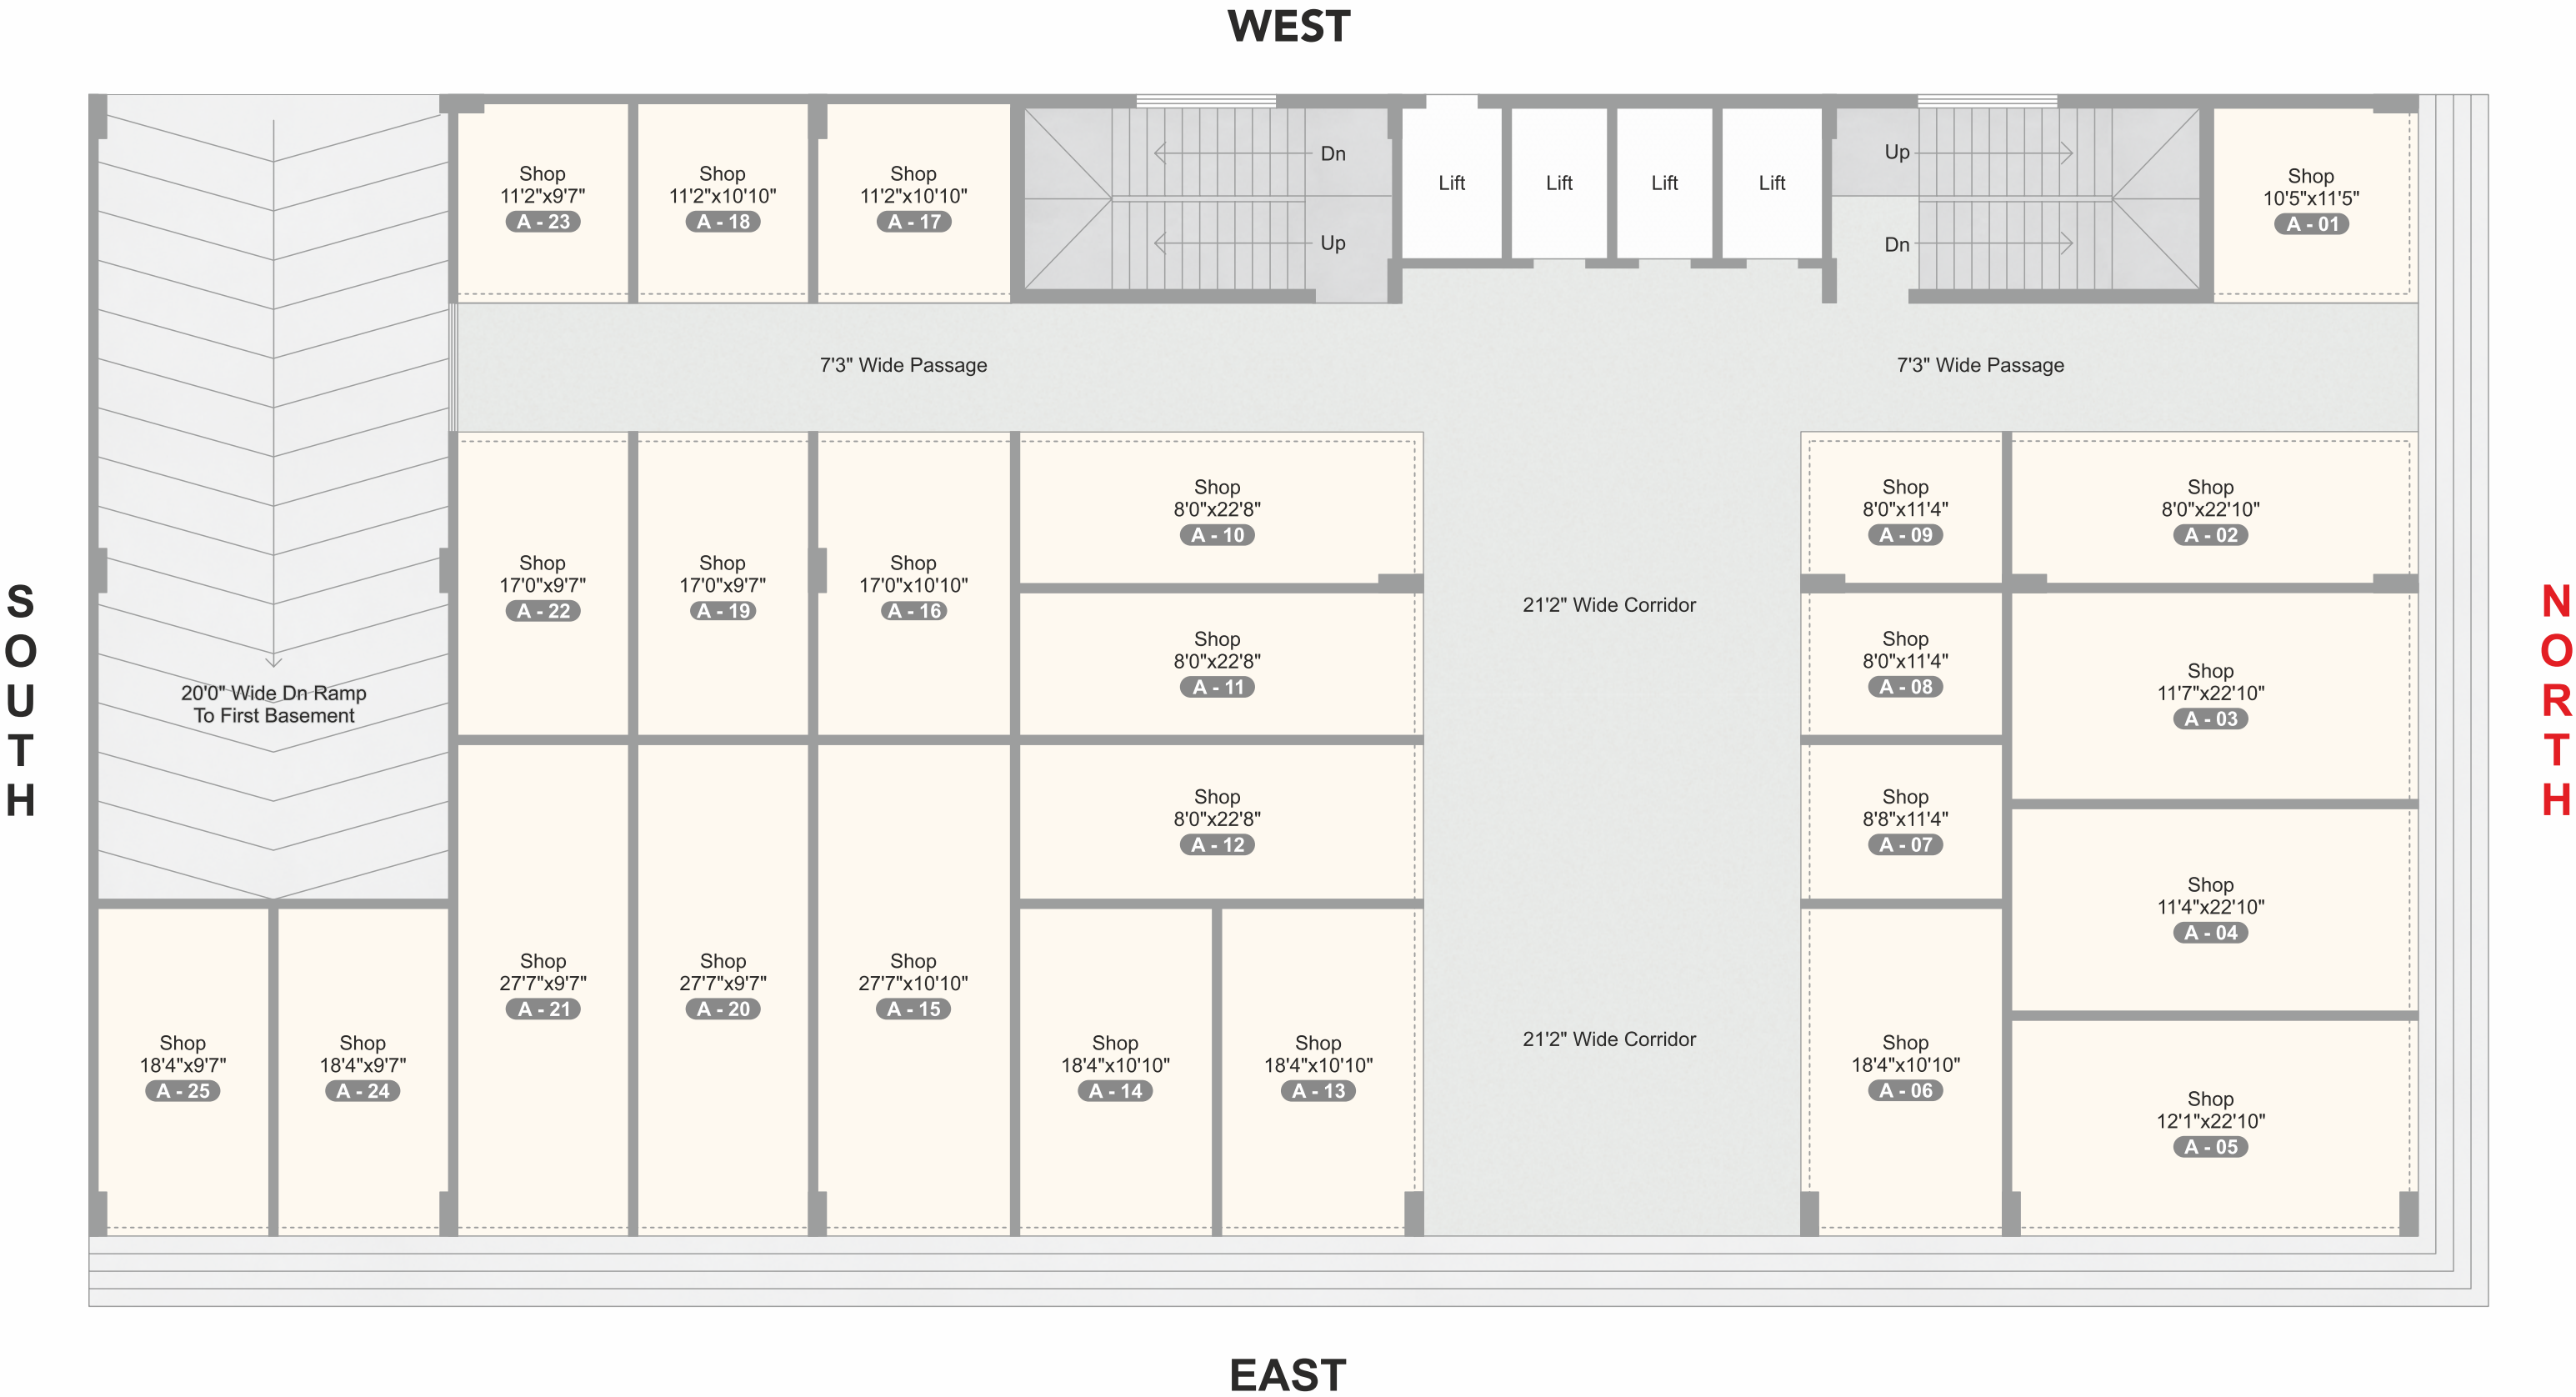 WEST
Shop
11'2"x9'7"
A - 23
Shop
11'2"x10'10"
A - 18
Shop
11'2"x10'10"
A - 17
Dn
Up
Lift
Lift
Lift
Lift
Up
Dn
Shop
10'5"x11'5"
A - 01
7'3" Wide Passage
7'3" Wide Passage
Shop
17'0"x9'7"
A - 22
Shop
17'0"x9'7"
A - 19
Shop
17'0"x10'10"
A - 16
Shop
8'0"x22'8"
A - 10
Shop
8'0"x22'8"
A - 11
Shop
8'0"x22'8"
A - 12
21'2" Wide Corridor
Shop
8'0"x11'4"
A - 09
Shop
8'0"x22'10"
A - 02
Shop
8'0"x11'4"
A - 08
Shop
11'7"x22'10"
A - 03
Shop
8'8"x11'4"
A - 07
Shop
11'4"x22'10"
A - 04
SOUTH
20'0" Wide Dn Ramp
To First Basement
NORTH
Shop
18'4"x9'7"
A - 25
Shop
18'4"x9'7"
A - 24
Shop
27'7"x9'7"
A - 21
Shop
27'7"x9'7"
A - 20
Shop
27'7"x10'10"
A - 15
Shop
18'4"x10'10"
A - 14
Shop
18'4"x10'10"
A - 13
21'2" Wide Corridor
Shop
18'4"x10'10"
A - 06
Shop
12'1"x22'10"
A - 05
EAST